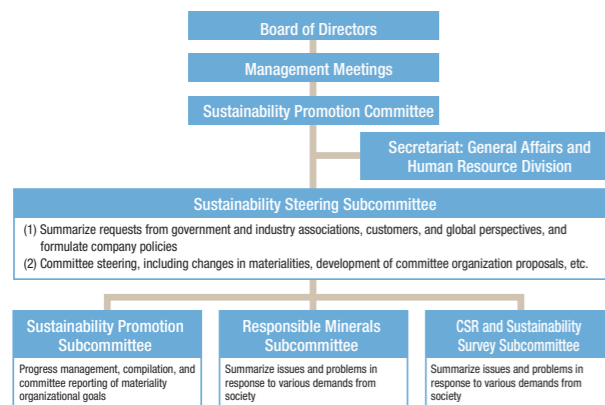 Board of Directors
Management Meetings
Sustainability Promotion Committee
Secretariat: General Affairs and
Human Resource Division
Sustainability Steering Subcommittee
(1) Summarize requests from government and industry associations, customers, and global perspectives, and
formulate company policies
(2) Committee steering, including changes in materialities, development of committee organization proposals, etc.
Sustainability Promotion
Subcommittee
Progress management, compilation, and
committee reporting of materiality
organizational goals
Responsible Minerals
Subcommittee
Summarize issues and problems in
response to various demands from
society
CSR and Sustainability
Survey Subcommittee
Summarize issues and problems in
response to various demands from
society